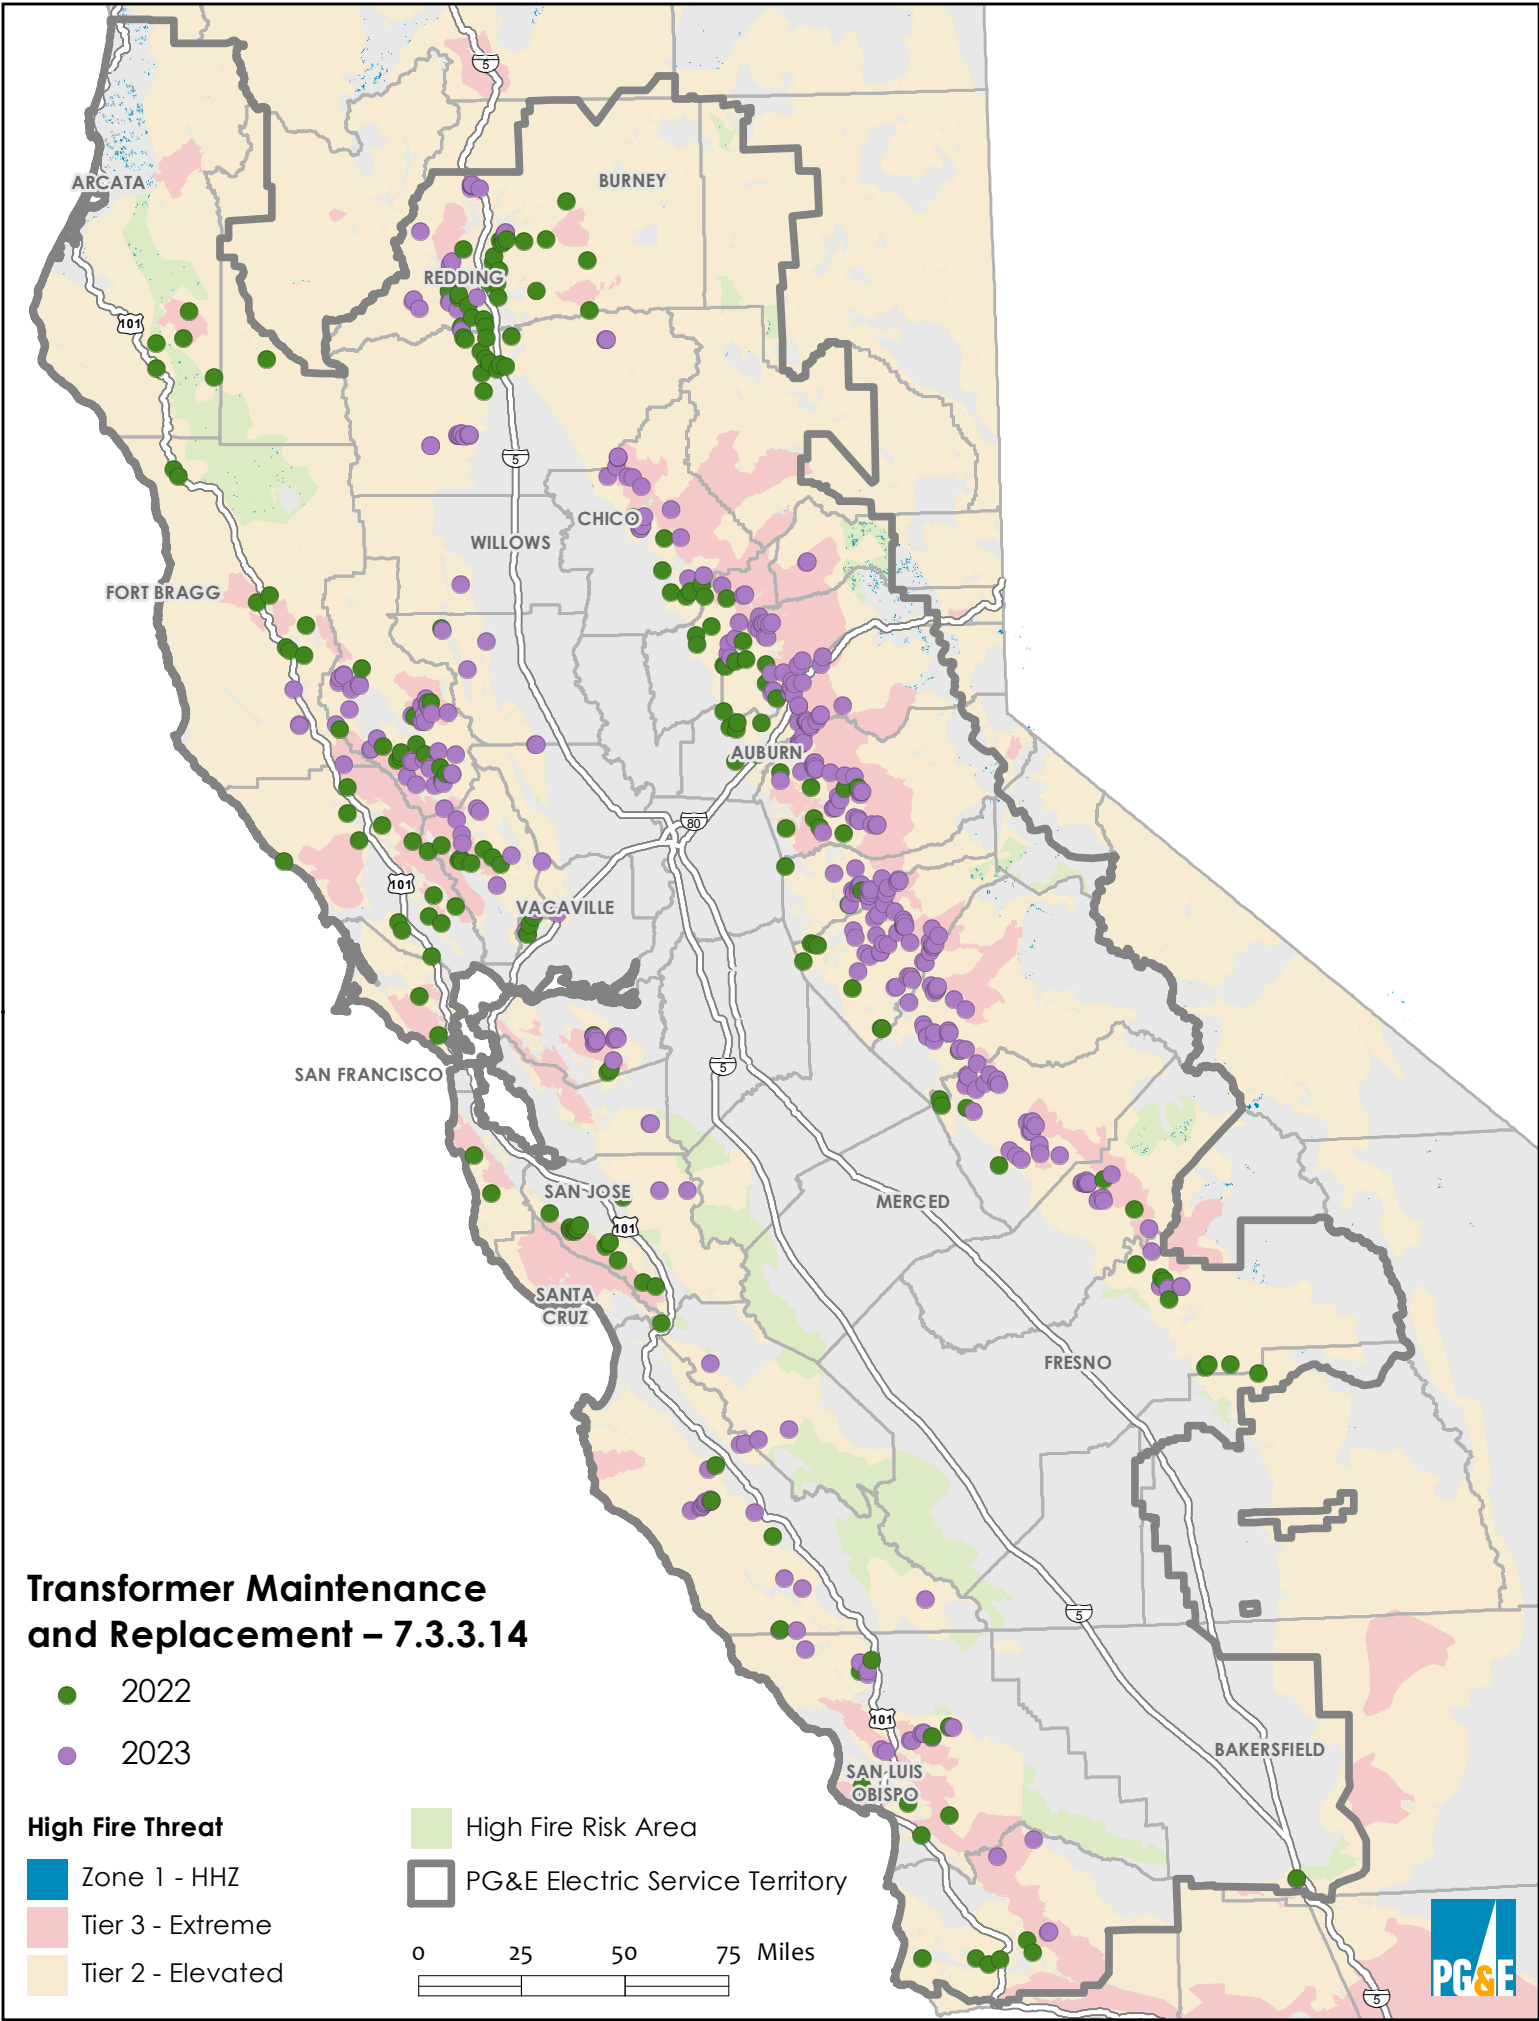 5
ARCATA
BURNEY
REDDING
101
5
CHICO
WILLOWS
FORT BRAGG
AUBURN
80
101
VACAVILLE
5
SAN FRANCISCO
SAN JOSE
MERCED
101
SANTA
CRUZ
FRESNO
5
101
BAKERSFIELD
SAN LUIS
OBISPO
5
Transformer Maintenance
and Replacement – 7.3.3.14
2022
2023
High Fire Threat
Zone 1 - HHZ
Tier 3 - Extreme
Tier 2 - Elevated
High Fire Risk Area
PG&E Electric Service Territory
0 25 50 75 Miles
PG&E